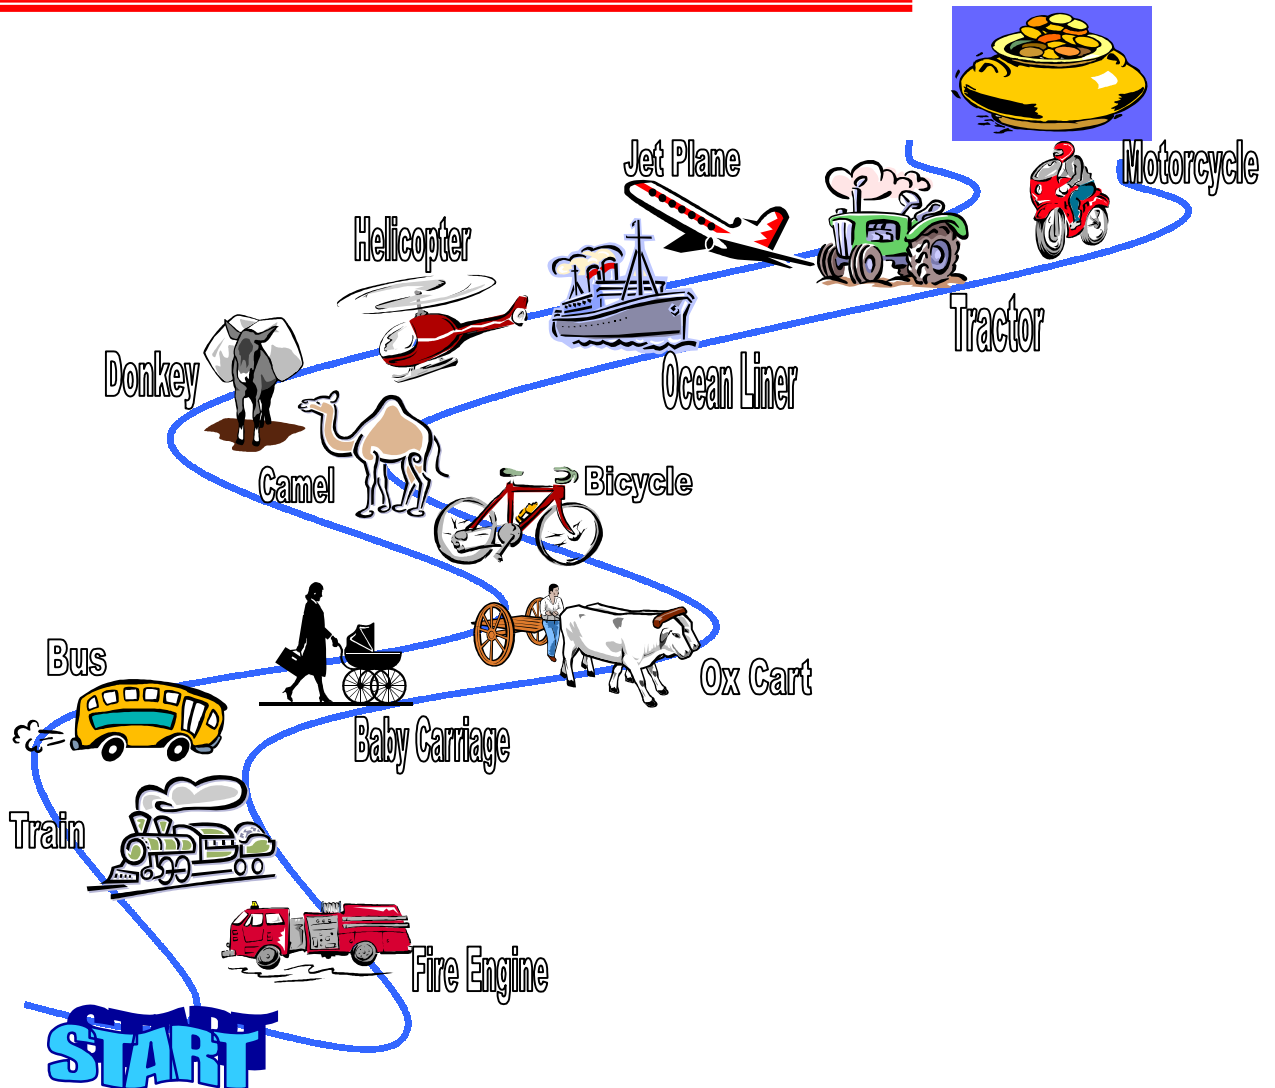 Jet Plane
Motorcycle
Helicopter
Tractor
Donkey
Ocean Liner
Camel
Bicycle
Bus
Ox Cart
Baby Carriage
Train
Fire Engine
START